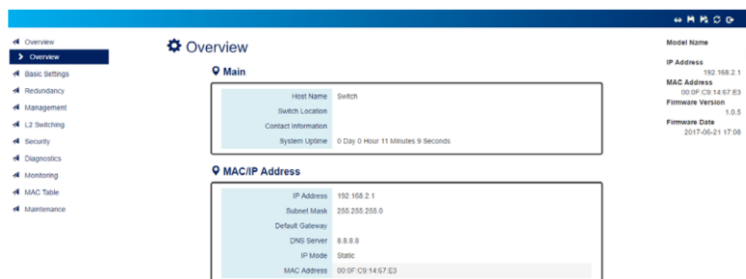 Overview
Overview
Basic Settings
Redundancy
Management
L2 Switching
Security
Diagnostics
Monitoring
MAC Table
Maintenance
Overview
Main
Host Name Switch
Switch Location
Contact Information
System Uptime 0 Day 0 Hour 11 Minutes 9 Seconds
MAC/IP Address
IP Address 192.168.2.1
Subnet Mask 255.255.255.0
Default Gateway
DNS Server 8.8.8.8
IP Mode Static
MAC Address 00:0F:C9:14:67:E3
Model Name
IP Address
192.168.2.1
MAC Address
00:0F:C9:14:67:E3
Firmware Version
1.0.5
Firmware Date
2017-06-21 17:08